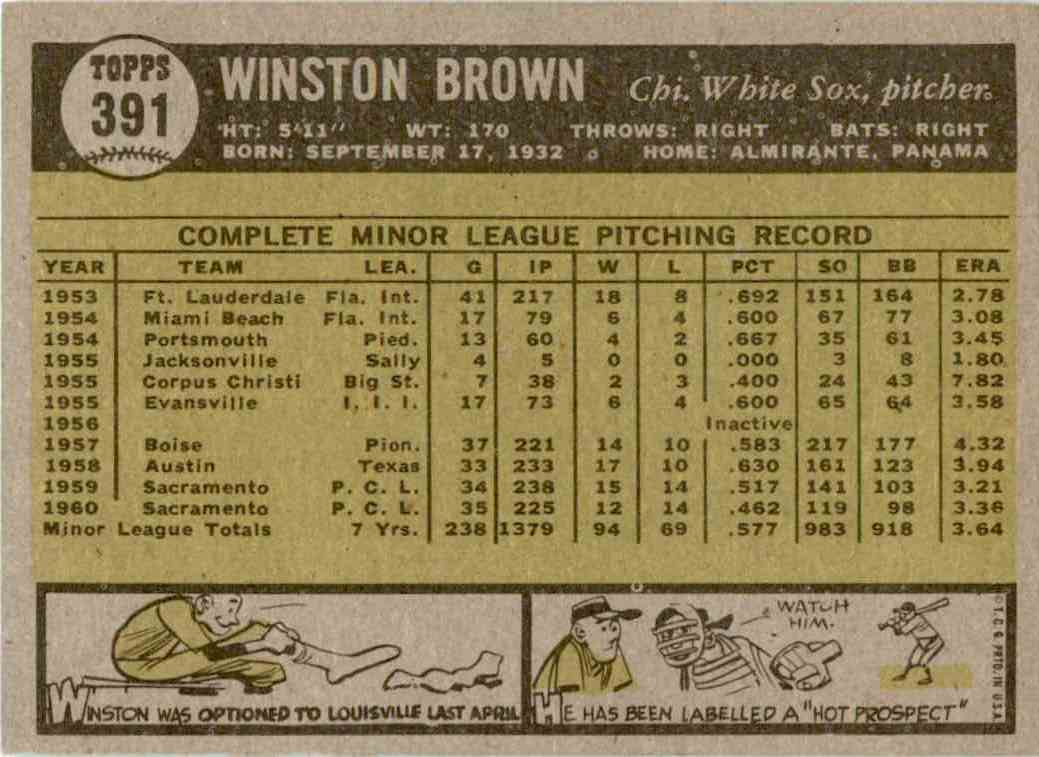 TOPPS
391
WINSTON BROWN Chi. White Sox, pitcher.
HT: 5'11" WT: 170 THROWS: RIGHT BATS: RIGHT
BORN: SEPTEMBER 17, 1932 HOME: ALMIRANTE, PANAMA
COMPLETE MINOR LEAGUE PITCHING RECORD
YEAR TEAM LEA. G IP W L PCT SO BB ERA
1953 Ft. Lauderdale Fla. Int. 41 217 18 8 .692 151 164 2.78
1954 Miami Beach Fla. Int. 17 79 6 4 .600 67 77 3.08
1954 Portsmouth Pied. 13 60 4 2 .667 35 61 3.45
1955 Jacksonville Sally 4 5 0 0 .000 3 8 1.80
1955 Corpus Christi Big St. 7 38 2 3 .400 24 43 7.82
1955 Evansville I. I. I. 17 73 6 4 .600 65 64 3.58
1956 Inactive
1957 Boise Pion. 37 221 14 10 .583 217 177 4.32
1958 Austin Texas 33 233 17 10 .630 161 123 3.94
1959 Sacramento P. C. L. 34 238 15 14 .517 141 103 3.21
1960 Sacramento P. C. L. 35 225 12 14 .462 119 98 3.36
Minor League Totals 7 Yrs. 238 1379 94 69 .577 983 918 3.64
WINSTON WAS OPTIONED TO LOUISVILLE LAST APRIL
WATCH
HIM.
HE HAS BEEN LABELLED A "HOT PROSPECT"
©T.C.G. PRTD. IN U.S.A.